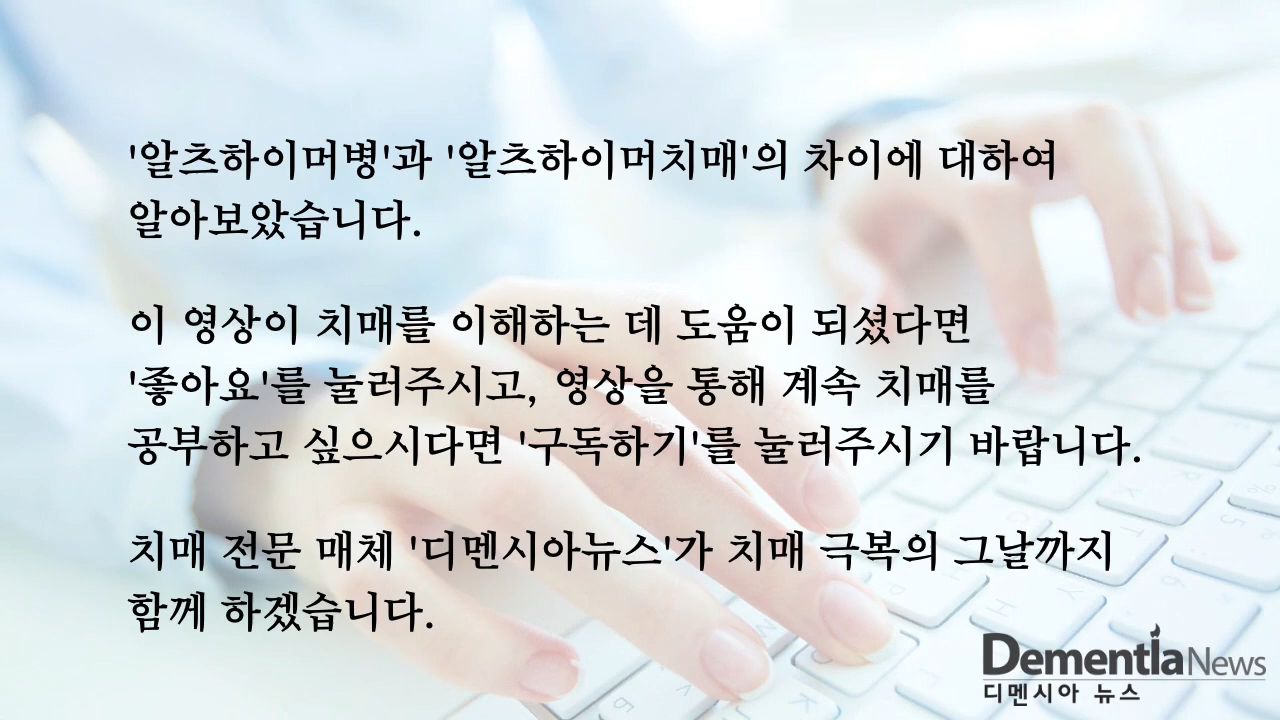 '알츠하이머병'과 '알츠하이머치매'의 차이에 대하여
알아보았습니다.
이 영상이 치매를 이해하는 데 도움이 되셨다면
'좋아요'를 눌러주시고, 영상을 통해 계속 치매를
공부하고 싶으시다면 '구독하기'를 눌러주시기 바랍니다.
치매 전문 매체 '디멘시아뉴스'가 치매 극복의 그날까지
함께 하겠습니다.
DementiaNews
디멘시아 뉴스